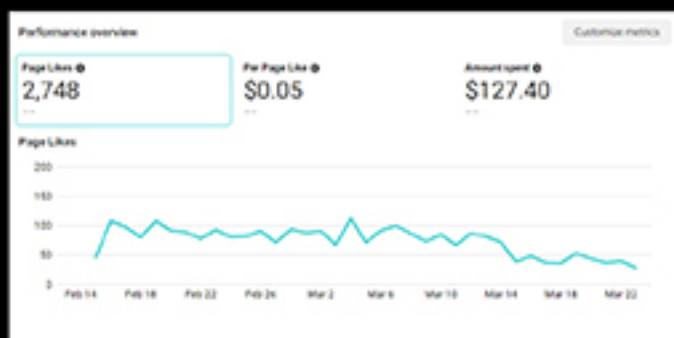 Performance overview
Customize metrics
Page Likes
Per Page Like
Amount spent
2,748
$0.05
$127.40
--
--
--
Page Likes
200
150
100
50
0
Feb 14 Feb 18 Feb 22 Feb 26 Mar 2 Mar 6 Mar 10 Mar 14 Mar 18 Mar 22